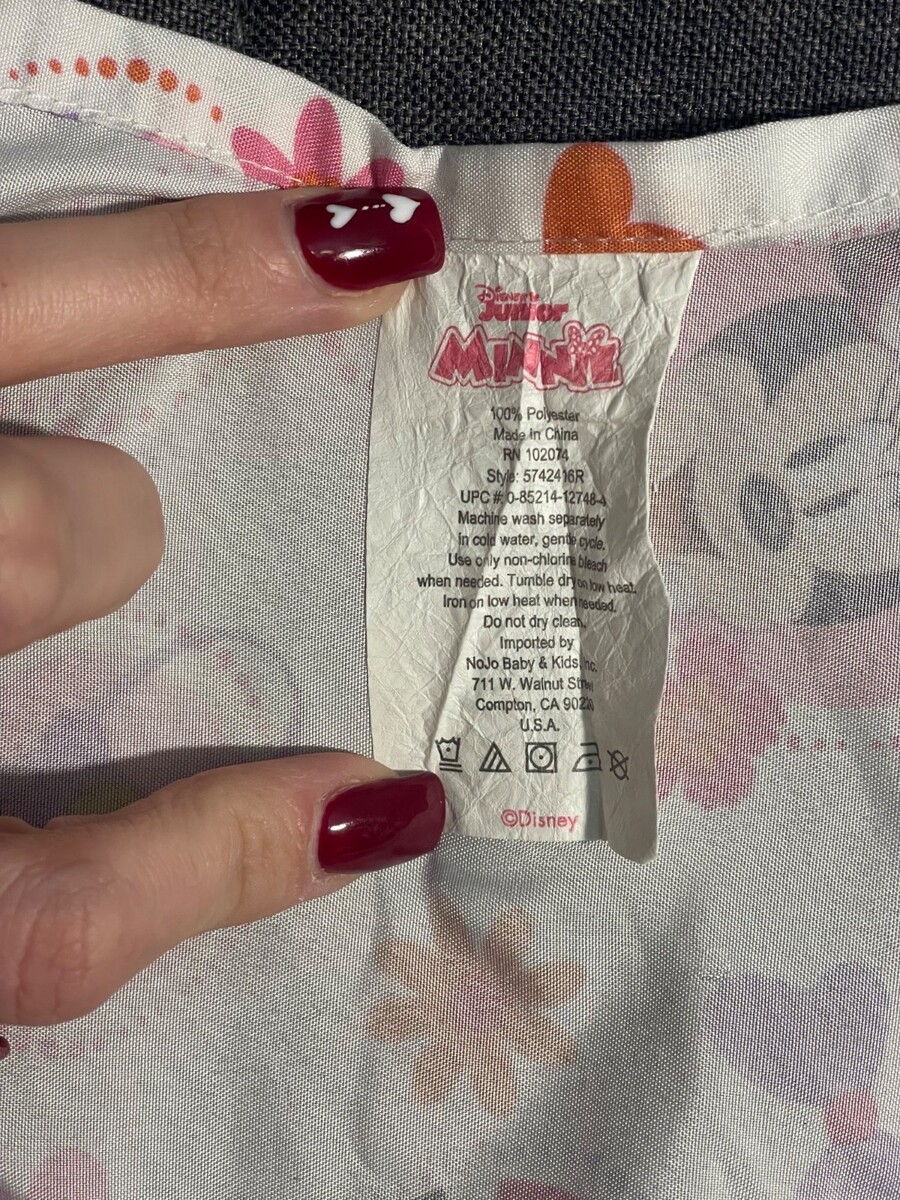 Disney
Junior
MINNIE
100% Polyester
Made in China
RN 102074
Style: 5742416R
UPC #: 0-85214-12748-4
Machine wash separately
in cold water, gentle cycle.
Use only non-chlorine bleach
when needed. Tumble dry on low heat.
Iron on low heat when needed.
Do not dry clean.
Imported by
NoJo Baby & Kids, Inc.
711 W. Walnut Street
Compton, CA 90220
U.S.A.
©Disney